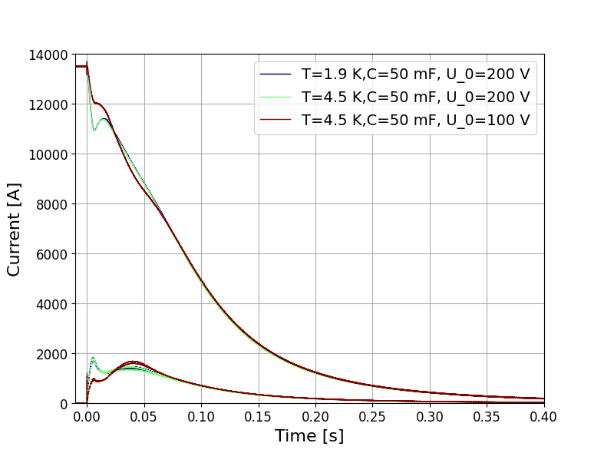 14000
12000
10000
8000
6000
4000
2000
0
Current [A]
T=1.9 K,C=50 mF, U_0=200 V
T=4.5 K,C=50 mF, U_0=200 V
T=4.5 K,C=50 mF, U_0=100 V
0.00 0.05 0.10 0.15 0.20 0.25 0.30 0.35 0.40
Time [s]